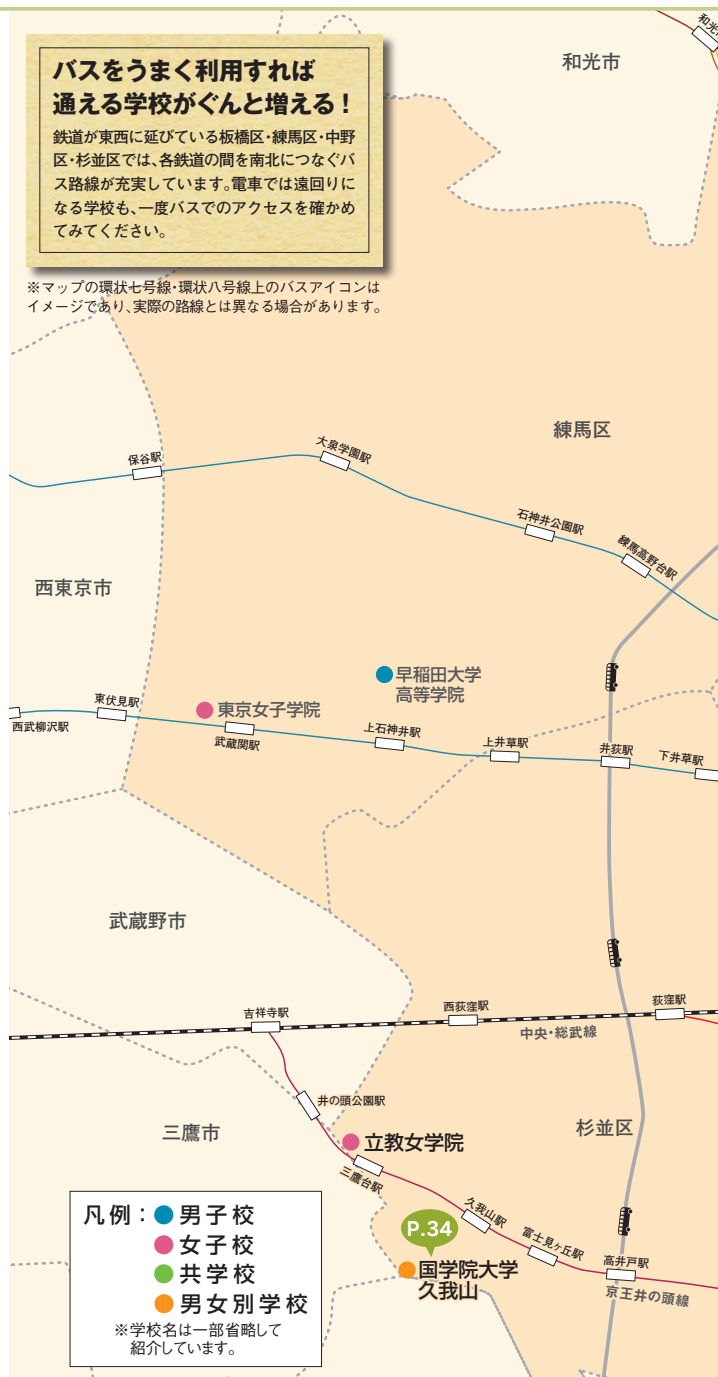 バスをうまく利用すれば
通える学校がぐんと増える！
鉄道が東西に延びている板橋区・練馬区・中野
区・杉並区では、各鉄道の間を南北につなぐバ
ス路線が充実しています。電車では遠回りに
なる学校も、一度バスでのアクセスを確かめ
てみてください。
※マップの環状七号線・環状八号線上のバスアイコンは
イメージであり、実際の路線とは異なる場合があります。
和光市
練馬区
保谷駅
大泉学園駅
石神井公園駅
練馬高野台駅
西東京市
早稲田大学
高等学院
東京女子学院
西武柳沢駅
東伏見駅
武蔵関駅
上石神井駅
上井草駅
井荻駅
下井草駅
武蔵野市
吉祥寺駅
西荻窪駅
荻窪駅
中央・総武線
井の頭公園駅
三鷹市
立教女学院
杉並区
三鷹台駅
久我山駅
富士見ヶ丘駅
高井戸駅
京王井の頭線
P.34
国学院大学
久我山
凡例：男子校
女子校
共学校
男女別学校
※学校名は一部省略して
紹介しています。